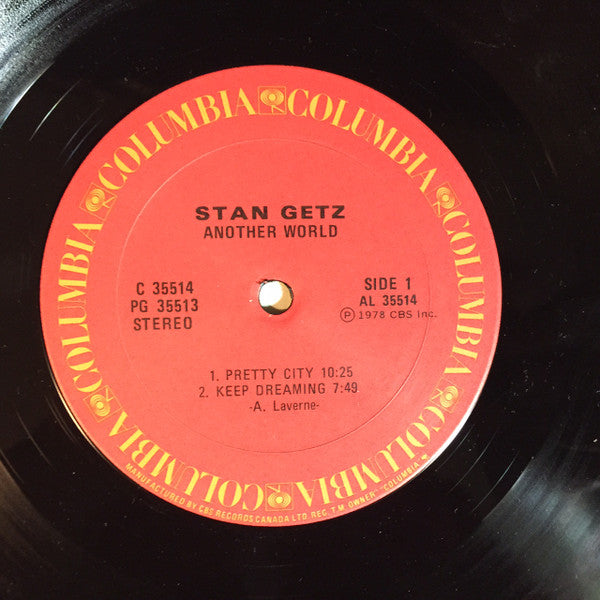 COLUMBIA COLUMBIA COLUMBIA COLUMBIA COLUMBIA COLUMBIA
STAN GETZ
ANOTHER WORLD
C 35514
PG 35513
STEREO
SIDE 1
AL 35514
Ⓟ 1978 CBS Inc.
1. PRETTY CITY 10:25
2. KEEP DREAMING 7:49
-A. Laverne-
MANUFACTURED BY CBS RECORDS CANADA LTD. REG. T.M. OWNER "COLUMBIA"